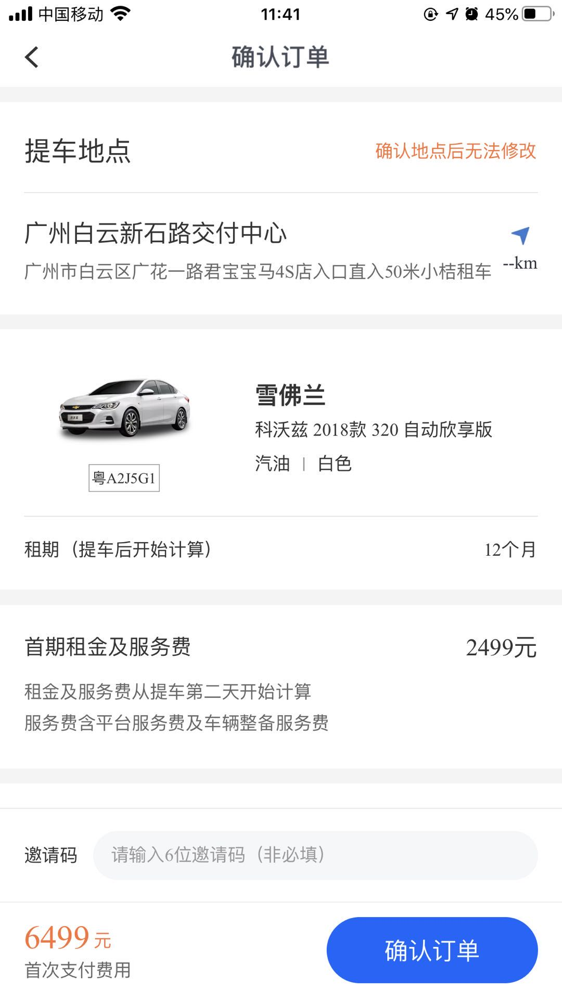 中国移动 11:41 45%
确认订单
提车地点
确认地点后无法修改
广州白云新石路交付中心
广州市白云区广花一路君宝宝马4S店入口直入50米小桔租车
--km
雪佛兰
科沃兹 2018款 320 自动欣享版
汽油 | 白色
粤A2J5G1
租期（提车后开始计算） 12个月
首期租金及服务费 2499元
租金及服务费从提车第二天开始计算
服务费含平台服务费及车辆整备服务费
邀请码 请输入6位邀请码（非必填）
6499元
首次支付费用
确认订单